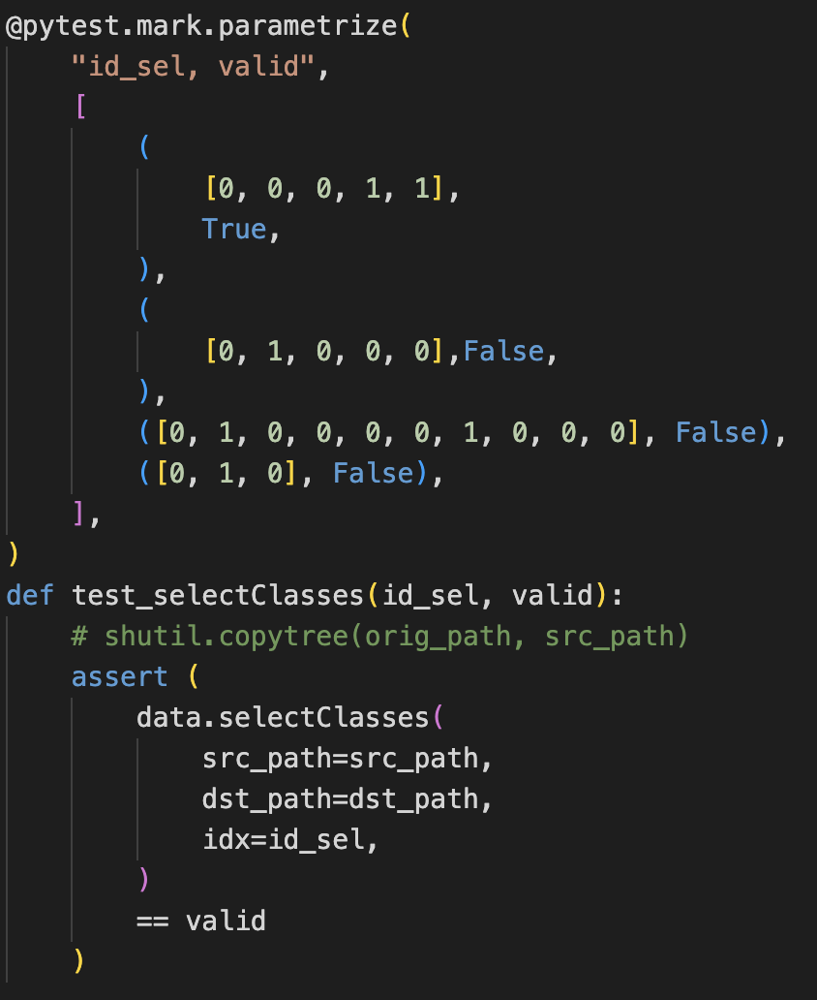 @pytest.mark.parametrize(
    "id_sel, valid",
    [
        (
            [0, 0, 0, 1, 1],
            True,
        ),
        (
            [0, 1, 0, 0, 0],False,
        ),
        ([0, 1, 0, 0, 0, 0, 1, 0, 0, 0], False),
        ([0, 1, 0], False),
    ],
)
def test_selectClasses(id_sel, valid):
    # shutil.copytree(orig_path, src_path)
    assert (
        data.selectClasses(
            src_path=src_path,
            dst_path=dst_path,
            idx=id_sel,
        )
        == valid
    )